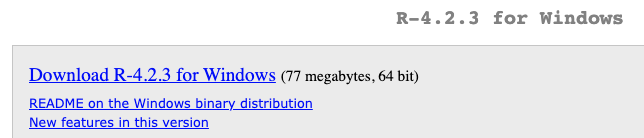 R-4.2.3 for Windows
Download R-4.2.3 for Windows (77 megabytes, 64 bit)
README on the Windows binary distribution
New features in this version